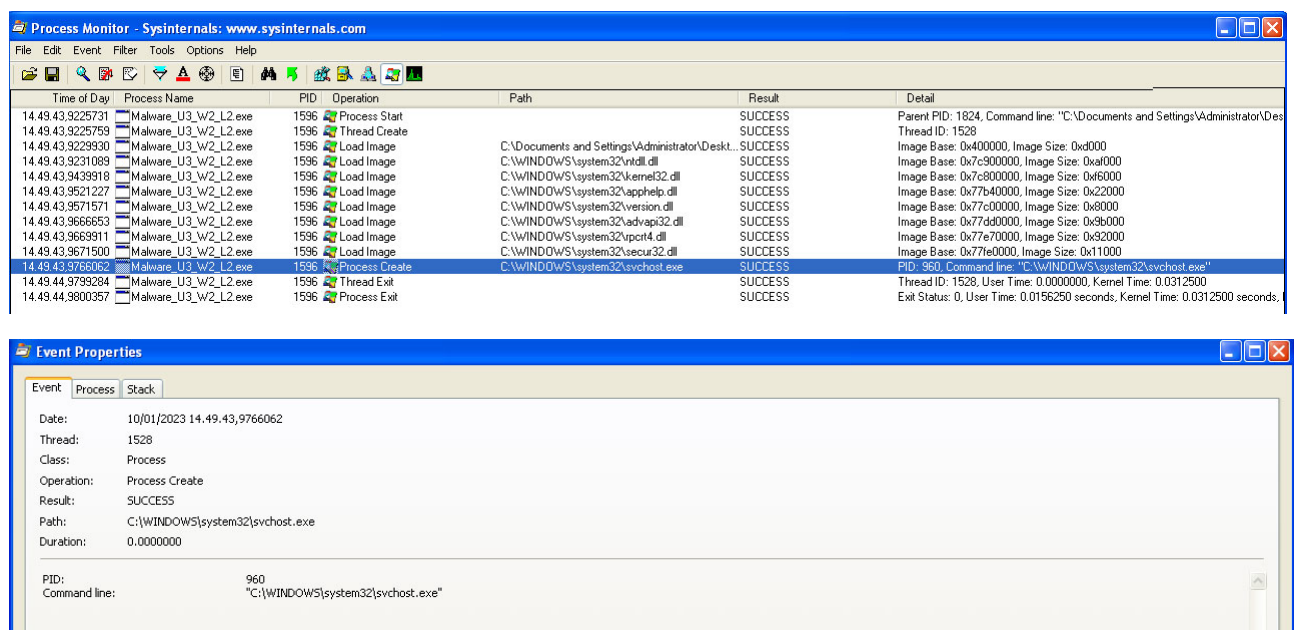 Process Monitor - Sysinternals: www.sysinternals.com
File Edit Event Filter Tools Options Help
Time of Day Process Name PID Operation Path Result Detail
14.49.43,9225731 Malware_U3_W2_L2.exe 1596 Process Start SUCCESS Parent PID: 1824, Command line: "C:\Documents and Settings\Administrator\Des
14.49.43,9225759 Malware_U3_W2_L2.exe 1596 Thread Create SUCCESS Thread ID: 1528
14.49.43,9229930 Malware_U3_W2_L2.exe 1596 Load Image C:\Documents and Settings\Administrator\Deskt... SUCCESS Image Base: 0x400000, Image Size: 0xd000
14.49.43,9231089 Malware_U3_W2_L2.exe 1596 Load Image C:\WINDOWS\system32\ntdll.dll SUCCESS Image Base: 0x7c900000, Image Size: 0xaf000
14.49.43,9439918 Malware_U3_W2_L2.exe 1596 Load Image C:\WINDOWS\system32\kernel32.dll SUCCESS Image Base: 0x7c800000, Image Size: 0xf6000
14.49.43,9521227 Malware_U3_W2_L2.exe 1596 Load Image C:\WINDOWS\system32\apphelp.dll SUCCESS Image Base: 0x77b40000, Image Size: 0x22000
14.49.43,9571571 Malware_U3_W2_L2.exe 1596 Load Image C:\WINDOWS\system32\version.dll SUCCESS Image Base: 0x77c00000, Image Size: 0x8000
14.49.43,9666653 Malware_U3_W2_L2.exe 1596 Load Image C:\WINDOWS\system32\advapi32.dll SUCCESS Image Base: 0x77dd0000, Image Size: 0x9b000
14.49.43,9669911 Malware_U3_W2_L2.exe 1596 Load Image C:\WINDOWS\system32\rpcrt4.dll SUCCESS Image Base: 0x77e70000, Image Size: 0x92000
14.49.43,9671500 Malware_U3_W2_L2.exe 1596 Load Image C:\WINDOWS\system32\secur32.dll SUCCESS Image Base: 0x77fe0000, Image Size: 0x11000
14.49.43,9766062 Malware_U3_W2_L2.exe 1596 Process Create C:\WINDOWS\system32\svchost.exe SUCCESS PID: 960, Command line: "C:\WINDOWS\system32\svchost.exe"
14.49.44,9799284 Malware_U3_W2_L2.exe 1596 Thread Exit SUCCESS Thread ID: 1528, User Time: 0.0000000, Kernel Time: 0.0312500
14.49.44,9800357 Malware_U3_W2_L2.exe 1596 Process Exit SUCCESS Exit Status: 0, User Time: 0.0156250 seconds, Kernel Time: 0.0312500 seconds,
Event Properties
Event Process Stack
Date: 10/01/2023 14.49.43,9766062
Thread: 1528
Class: Process
Operation: Process Create
Result: SUCCESS
Path: C:\WINDOWS\system32\svchost.exe
Duration: 0.0000000
PID: 960
Command line: "C:\WINDOWS\system32\svchost.exe"